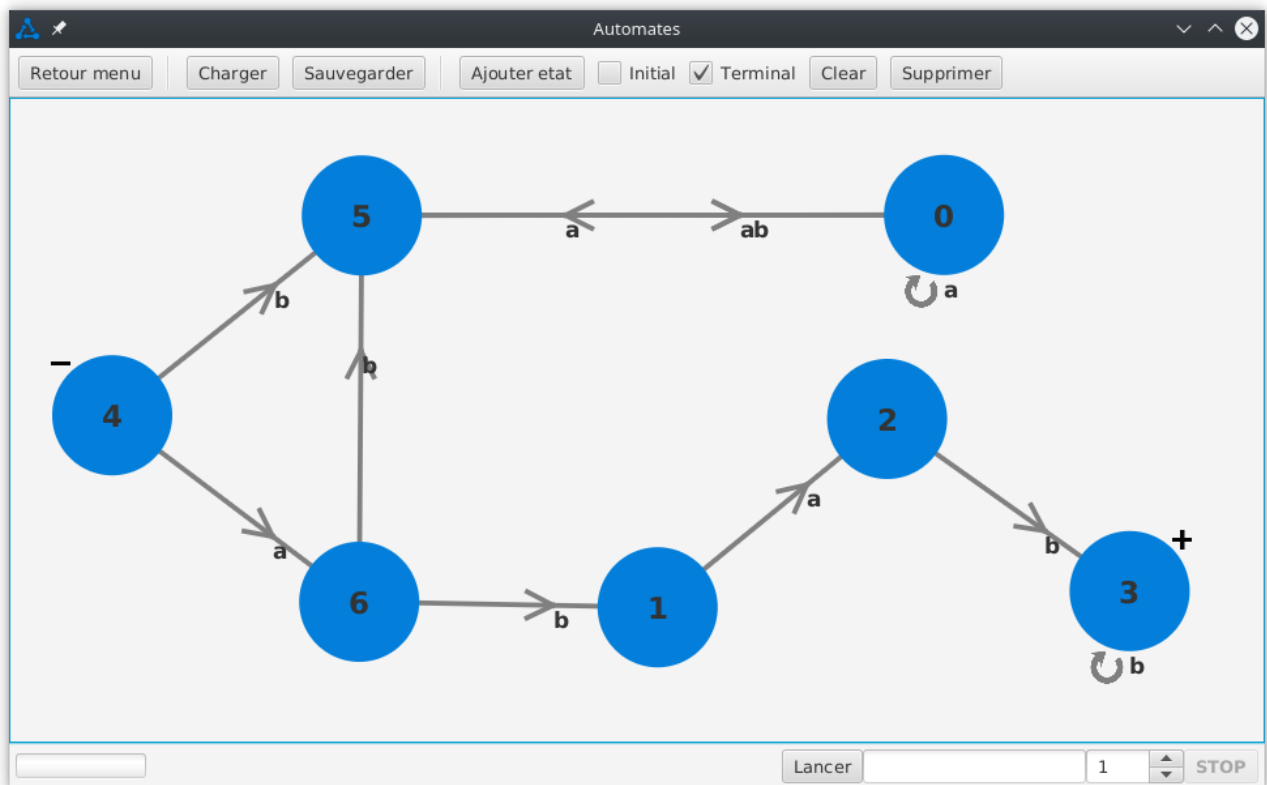 Automates
Retour menu Charger Sauvegarder Ajouter etat Initial Terminal Clear Supprimer
5 0
a ab
a
b
b
– 4 2
a
+
b
a 3
6 1
b
b
Lancer 1 STOP